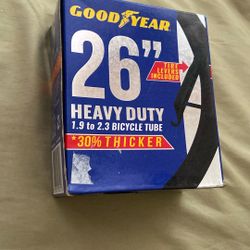 GOODYEAR
26"
TIRE
LEVERS
INCLUDED
HEAVY DUTY
1.9 to 2.3 BICYCLE TUBE
*30% THICKER